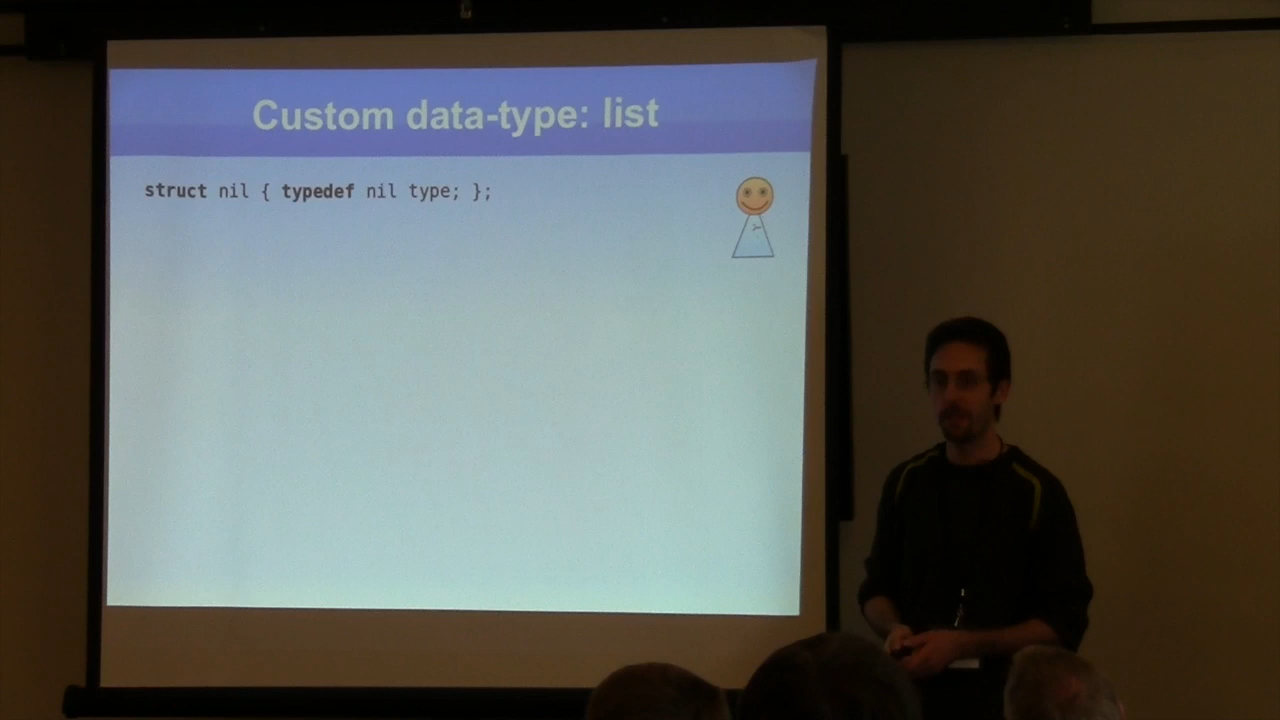 Custom data-type: list
struct nil { typedef nil type; };